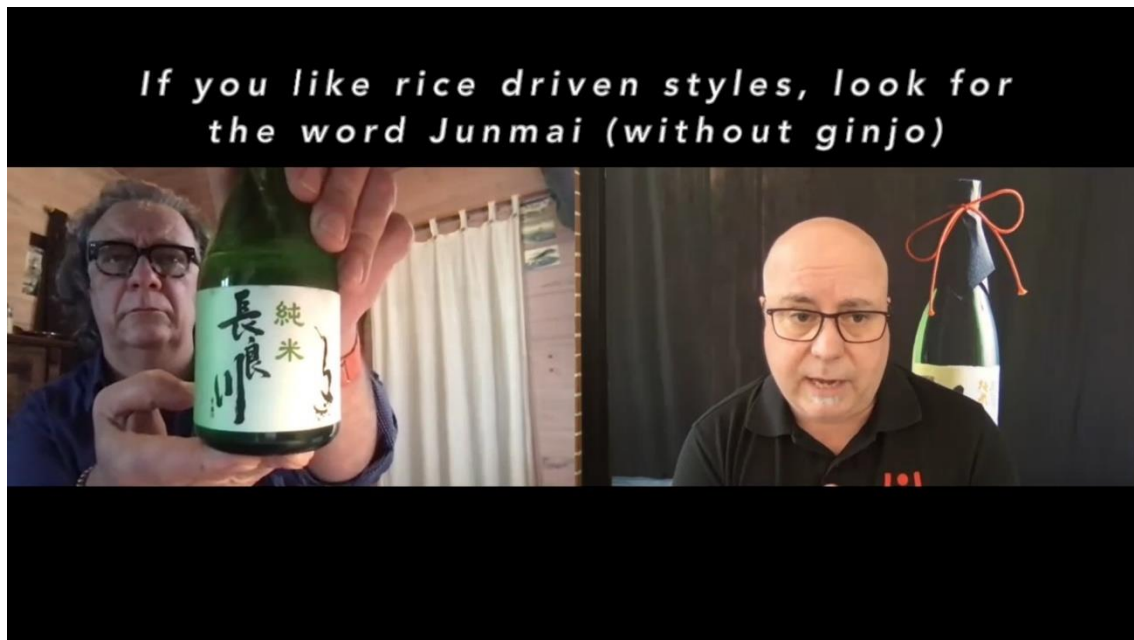 If you like rice driven styles, look for
the word Junmai (without ginjo)
純米
長良川